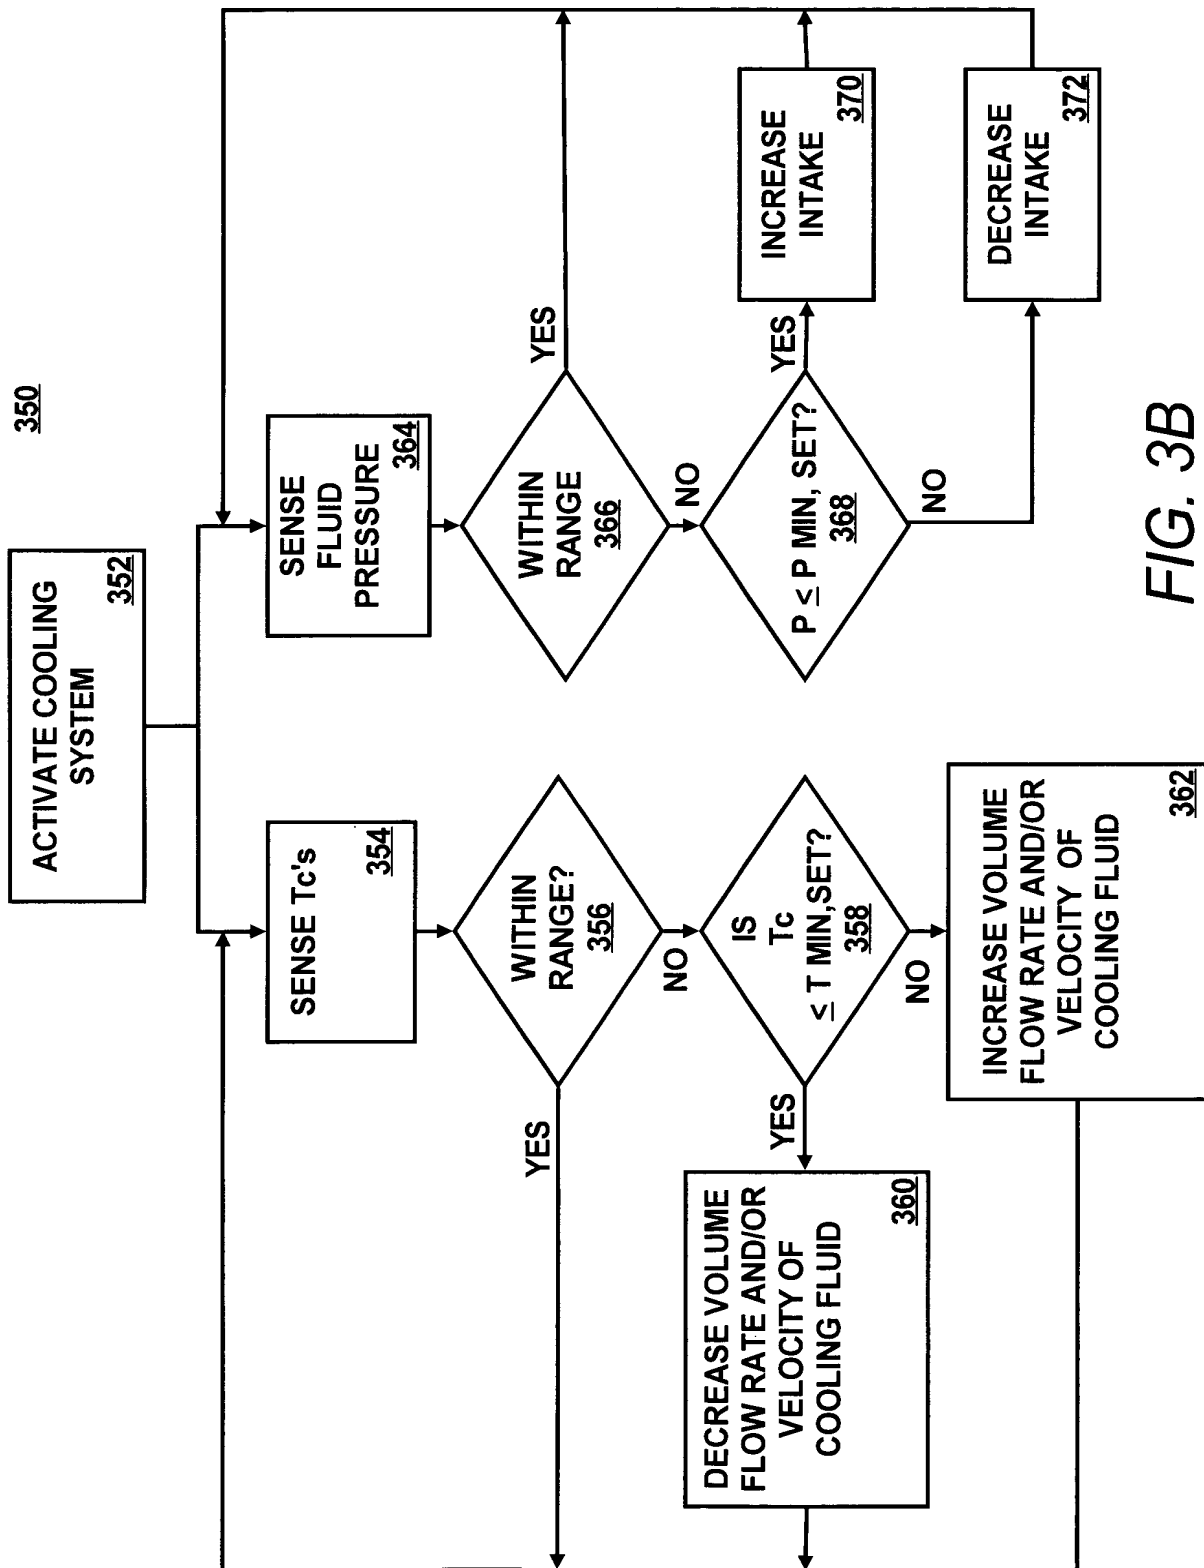 350
ACTIVATE COOLING
SYSTEM
352
SENSE Tc's
354
WITHIN
RANGE?
356
YES
NO
IS
Tc
≤ T MIN,SET?
358
YES
NO
DECREASE VOLUME
FLOW RATE AND/OR
VELOCITY OF
COOLING FLUID
360
INCREASE VOLUME
FLOW RATE AND/OR
VELOCITY OF
COOLING FLUID
362
SENSE
FLUID
PRESSURE
364
WITHIN
RANGE
366
YES
NO
P ≤ P MIN, SET?
368
YES
NO
INCREASE
INTAKE
370
DECREASE
INTAKE
372
FIG. 3B